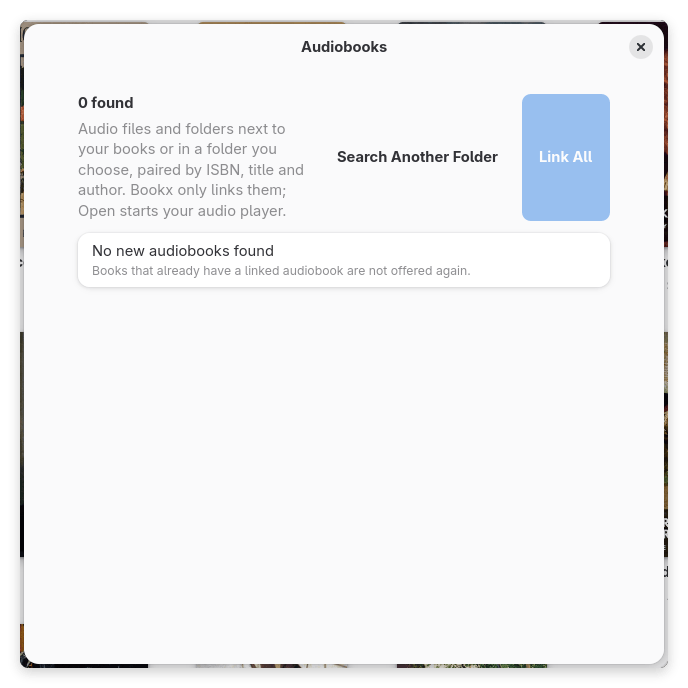 Audiobooks
0 found
Audio files and folders next to
your books or in a folder you
choose, paired by ISBN, title and
author. Bookx only links them;
Open starts your audio player.
Search Another Folder
Link All
No new audiobooks found
Books that already have a linked audiobook are not offered again.